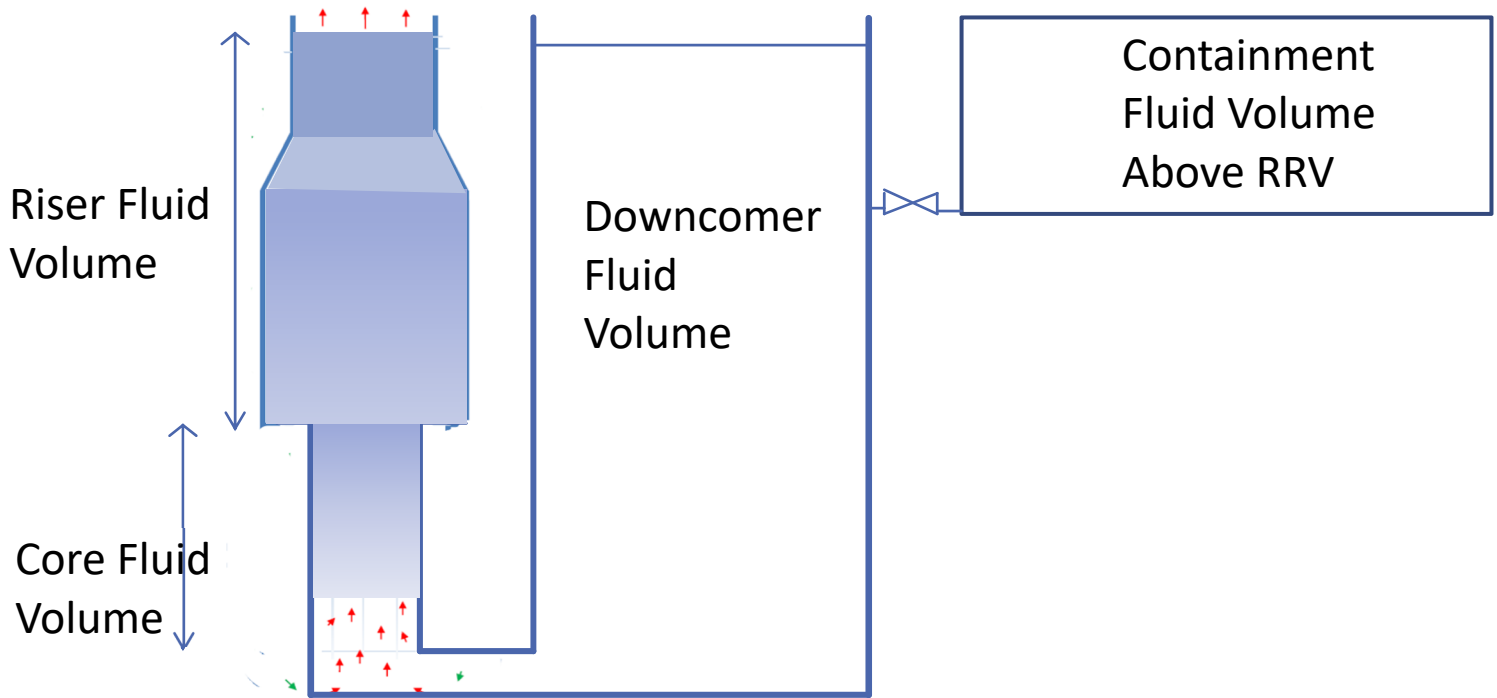 Riser Fluid
Volume
Core Fluid
Volume
Downcomer
Fluid
Volume
Containment
Fluid Volume
Above RRV